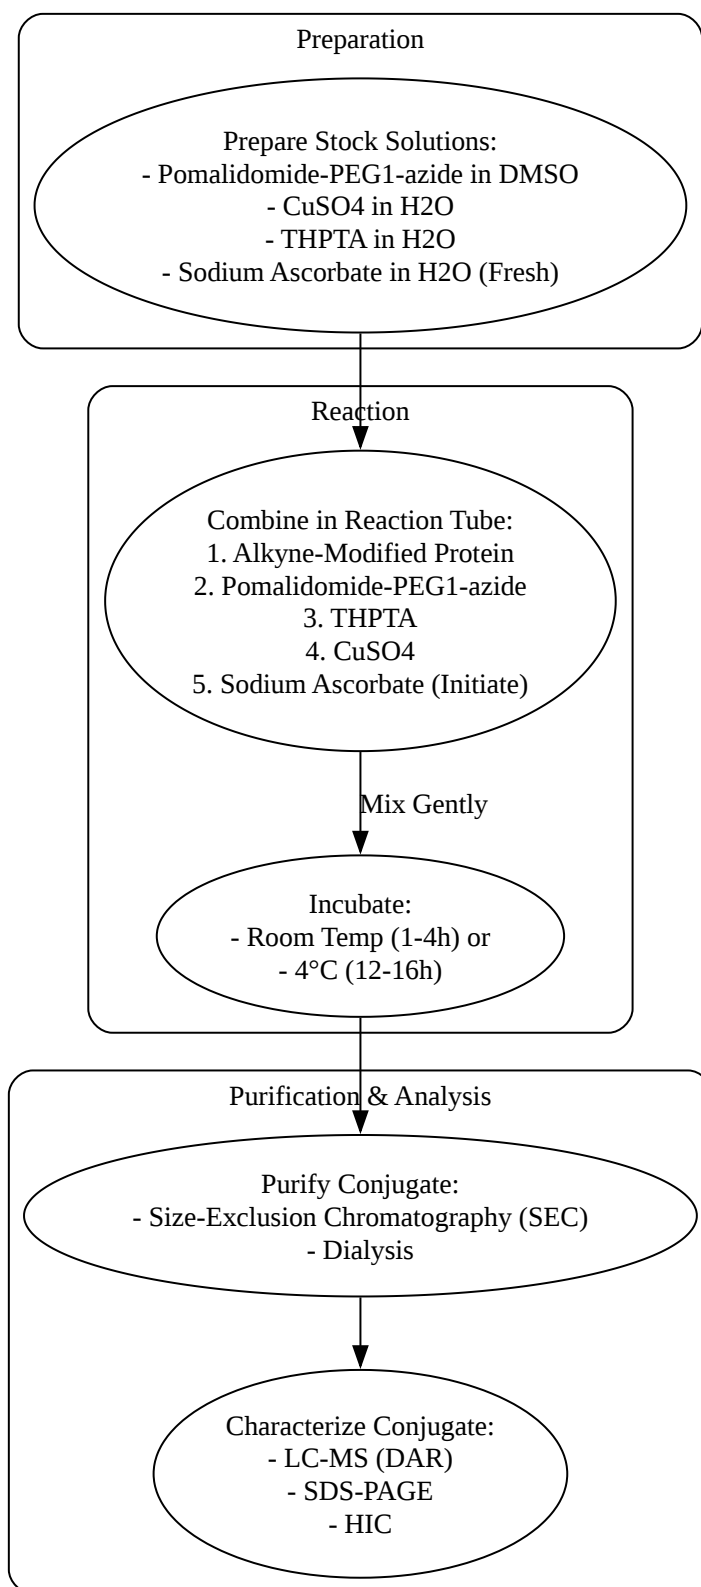 Preparation
Prepare Stock Solutions:
- Pomalidomide-PEG1-azide in DMSO
- CuSO4 in H2O
- THPTA in H2O
- Sodium Ascorbate in H2O (Fresh)
Reaction
Combine in Reaction Tube:
1. Alkyne-Modified Protein
2. Pomalidomide-PEG1-azide
3. THPTA
4. CuSO4
5. Sodium Ascorbate (Initiate)
Mix Gently
Incubate:
- Room Temp (1-4h) or
- 4°C (12-16h)
Purification & Analysis
Purify Conjugate:
- Size-Exclusion Chromatography (SEC)
- Dialysis
Characterize Conjugate:
- LC-MS (DAR)
- SDS-PAGE
- HIC